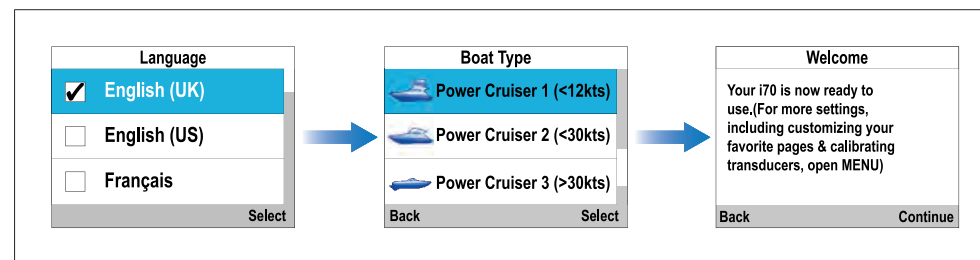 Language
English (UK)
English (US)
Français
Select
Boat Type
Power Cruiser 1 (<12kts)
Power Cruiser 2 (<30kts)
Power Cruiser 3 (>30kts)
Back Select
Welcome
Your i70 is now ready to
use.(For more settings,
including customizing your
favorite pages & calibrating
transducers, open MENU)
Back Continue